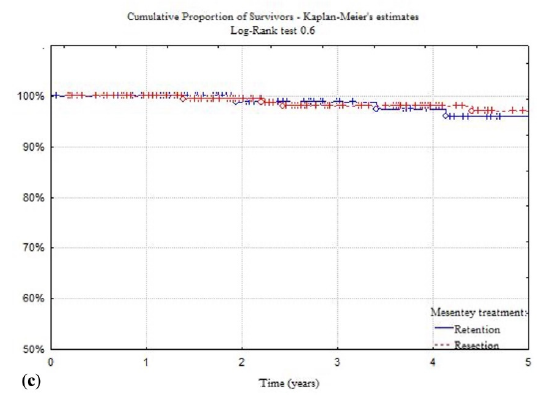 Cumulative Proportion of Survivors - Kaplan-Meier's estimates
Log-Rank test 0.6
100%
90%
80%
70%
60%
50%
Mesentey treatment:
Retention
Resection
0 1 2 3 4 5
(c)
Time (years)